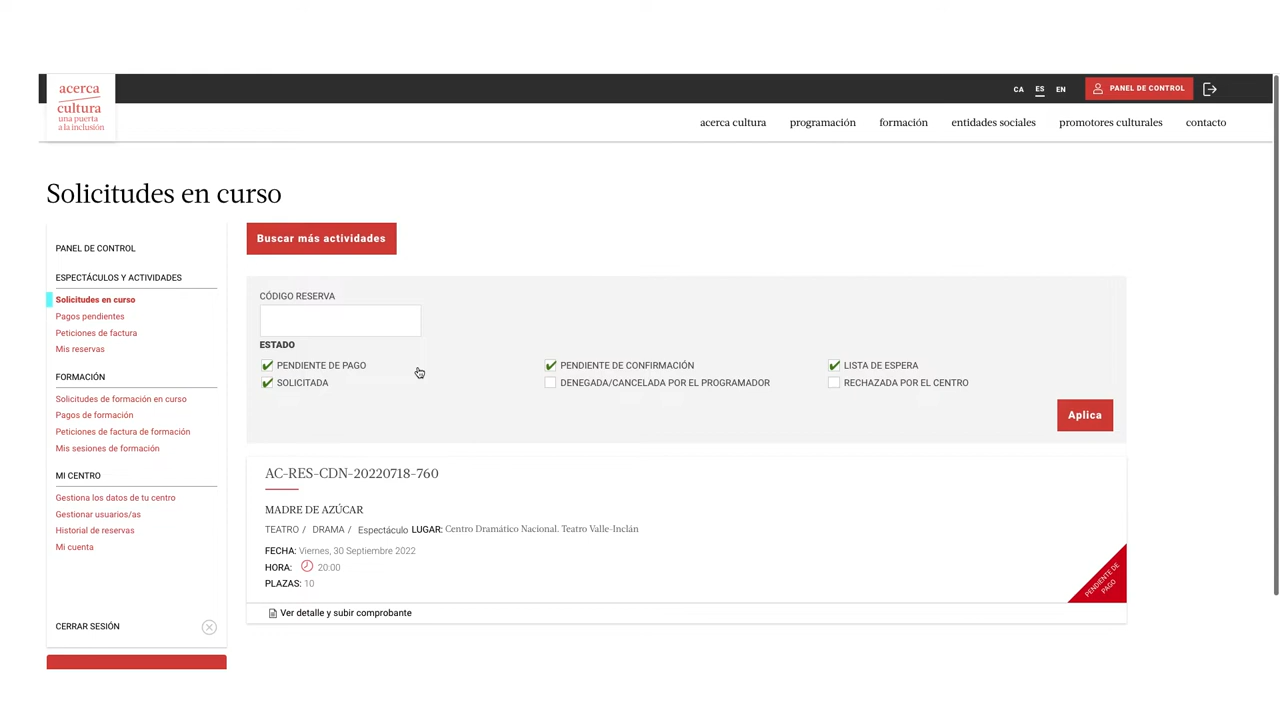 acerca
cultura
una puerta
a la inclusión
CA ES EN PANEL DE CONTROL
acerca cultura programación formación entidades sociales promotores culturales contacto
Solicitudes en curso
PANEL DE CONTROL
ESPECTÁCULOS Y ACTIVIDADES
Solicitudes en curso
Pagos pendientes
Peticiones de factura
Mis reservas
FORMACIÓN
Solicitudes de formación en curso
Pagos de formación
Peticiones de factura de formación
Mis sesiones de formación
MI CENTRO
Gestiona los datos de tu centro
Gestionar usuarios/as
Historial de reservas
Mi cuenta
CERRAR SESIÓN
Buscar más actividades
CÓDIGO RESERVA
ESTADO
PENDIENTE DE PAGO PENDIENTE DE CONFIRMACIÓN LISTA DE ESPERA
SOLICITADA DENEGADA/CANCELADA POR EL PROGRAMADOR RECHAZADA POR EL CENTRO
Aplica
AC-RES-CDN-20220718-760
MADRE DE AZÚCAR
TEATRO / DRAMA / Espectáculo LUGAR: Centro Dramático Nacional. Teatro Valle-Inclán
FECHA: Viernes, 30 Septiembre 2022
HORA: 20:00
PLAZAS: 10
PENDIENTE DE
PAGO
Ver detalle y subir comprobante